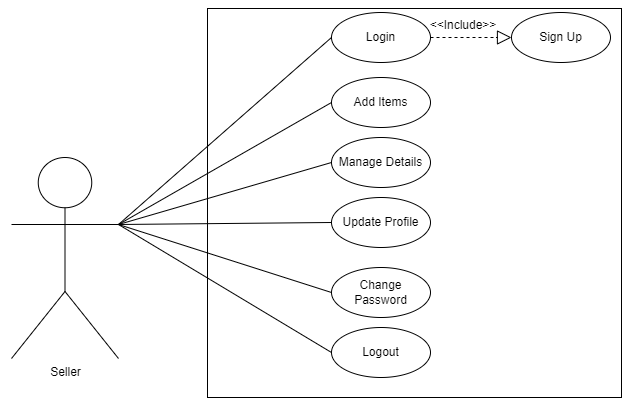 <<Include>>
Login
Sign Up
Add Items
Manage Details
Update Profile
Change
Password
Logout
Seller